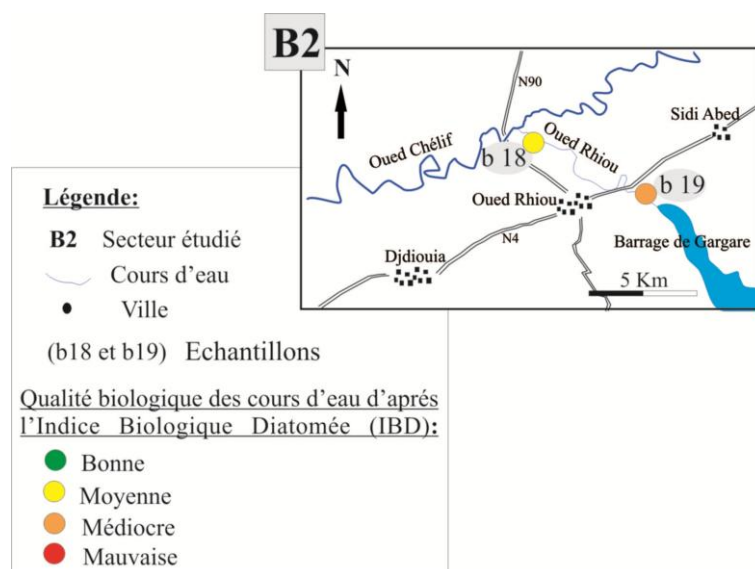 B2
N
N90
Sidi Abed
Oued Chélif
Oued Rhiou
b 18
b 19
Oued Rhiou
Barrage de Gargare
N4
Djdiouia
5 Km
Légende:
B2 Secteur étudié
Cours d'eau
Ville
(b18 et b19) Echantillons
Qualité biologique des cours d'eau d'aprés
l'Indice Biologique Diatomée (IBD):
Bonne
Moyenne
Médiocre
Mauvaise